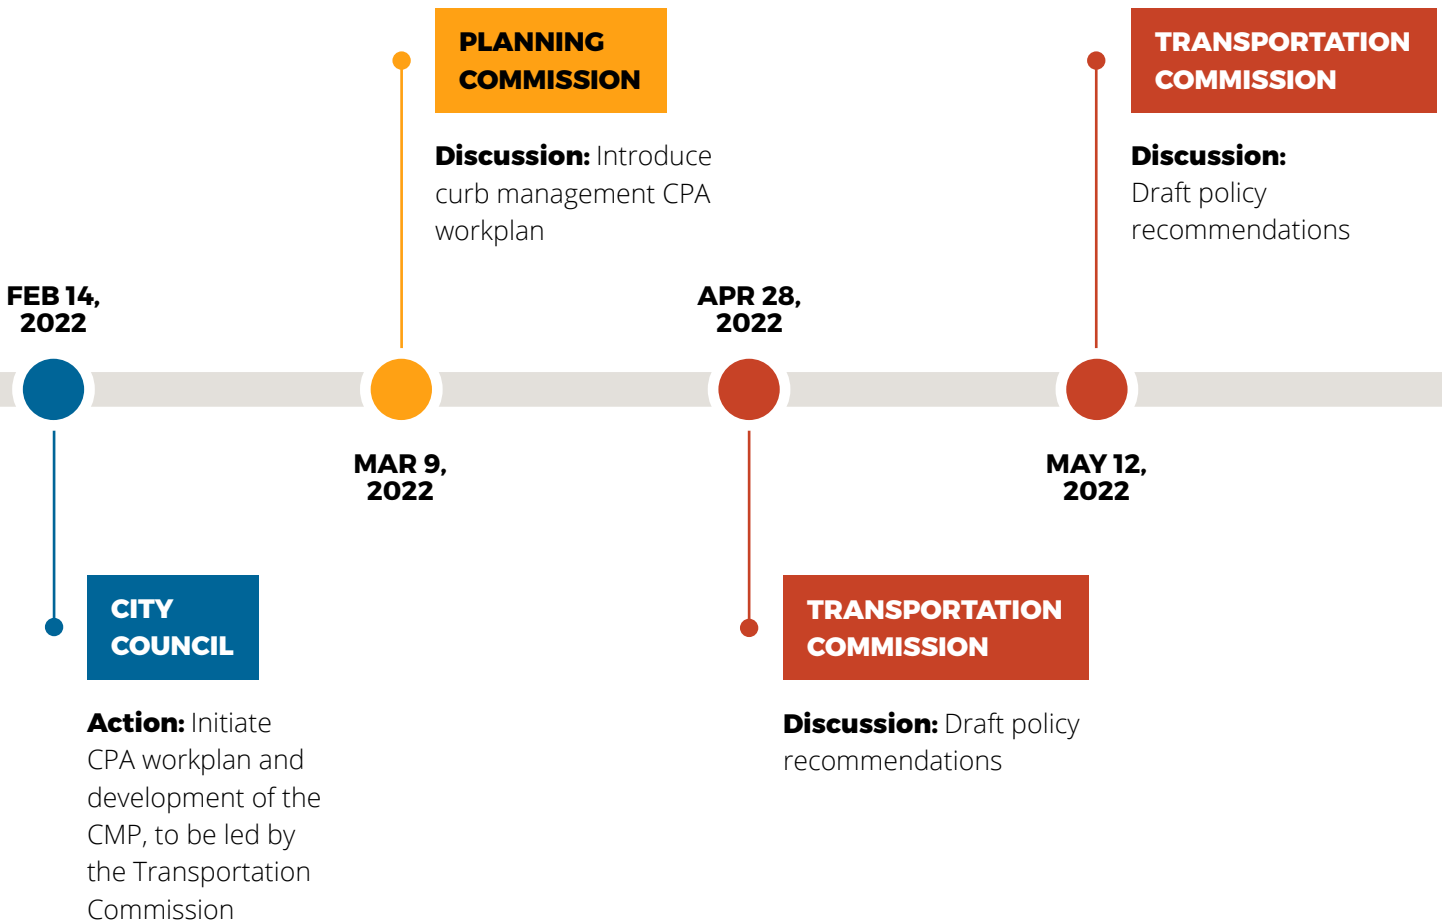 FEB 14,
2022
CITY
COUNCIL
Action: Initiate
CPA workplan and
development of the
CMP, to be led by
the Transportation
Commission
PLANNING
COMMISSION
Discussion: Introduce
curb management CPA
workplan
MAR 9,
2022
APR 28,
2022
TRANSPORTATION
COMMISSION
Discussion: Draft policy
recommendations
TRANSPORTATION
COMMISSION
Discussion:
Draft policy
recommendations
MAY 12,
2022